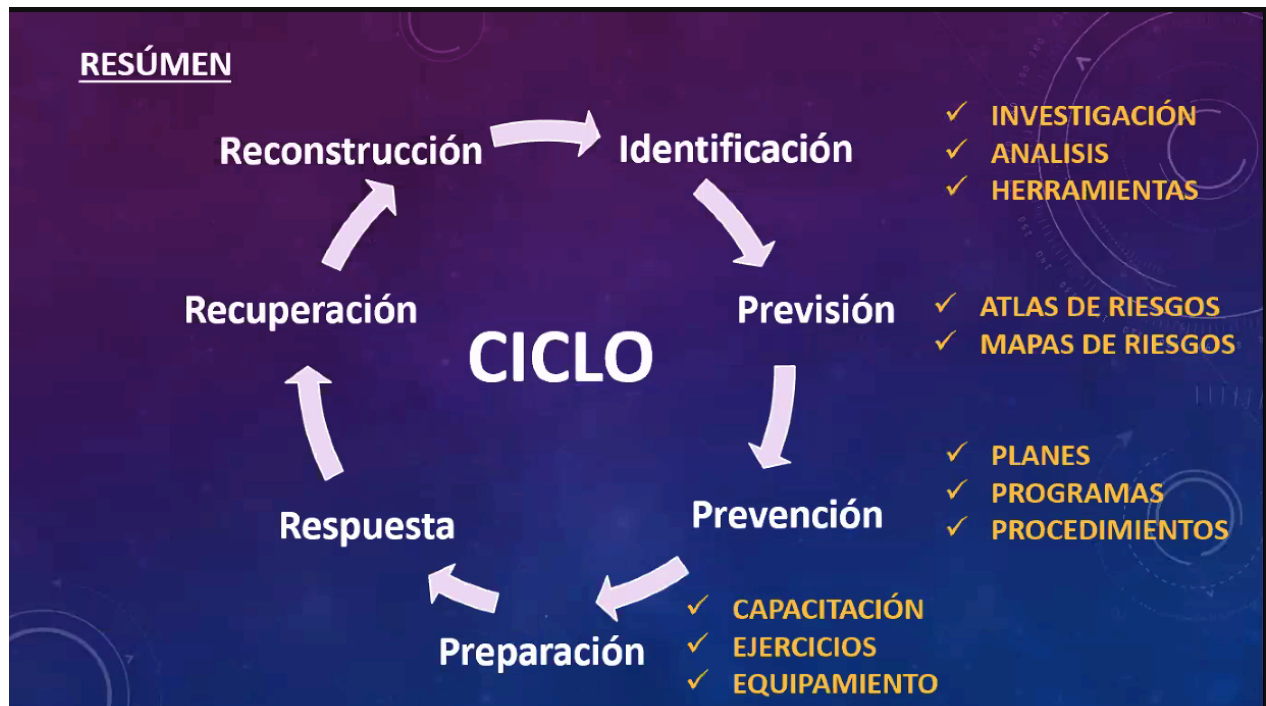 RESÚMEN
Reconstrucción
Identificación
✓ INVESTIGACIÓN
✓ ANALISIS
✓ HERRAMIENTAS
Recuperación
Previsión
✓ ATLAS DE RIESGOS
✓ MAPAS DE RIESGOS
CICLO
Respuesta
Prevención
✓ PLANES
✓ PROGRAMAS
✓ PROCEDIMIENTOS
Preparación
✓ CAPACITACIÓN
✓ EJERCICIOS
✓ EQUIPAMIENTO